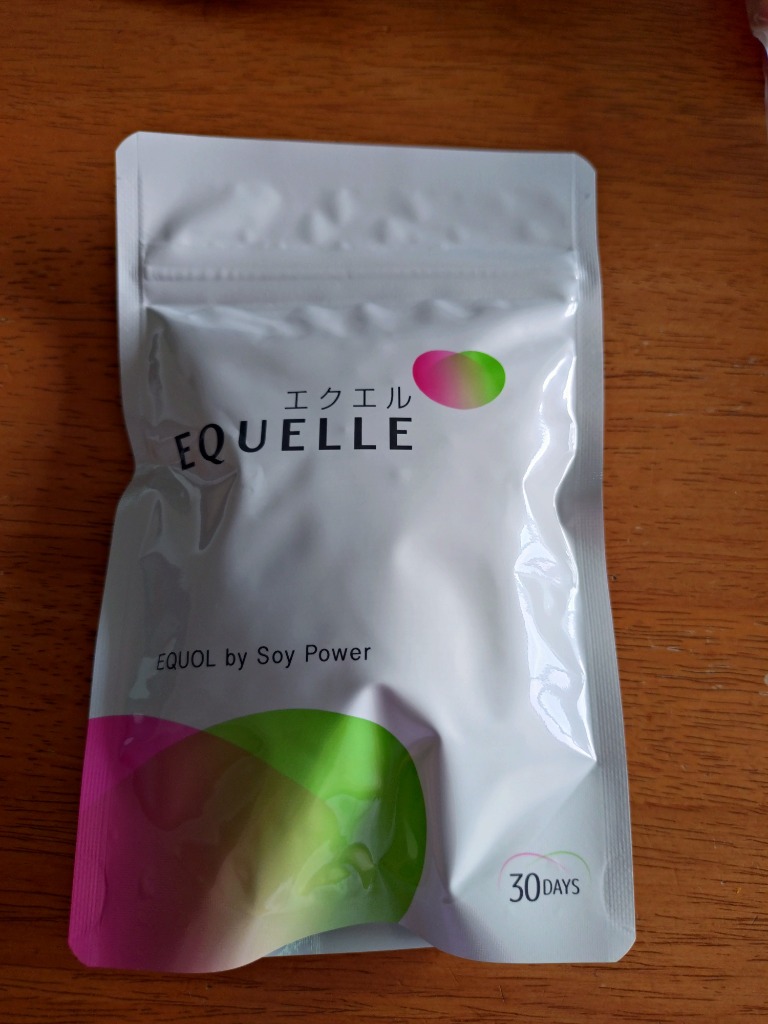 エクエル
EQUELLE
EQUOL by Soy Power
30DAYS